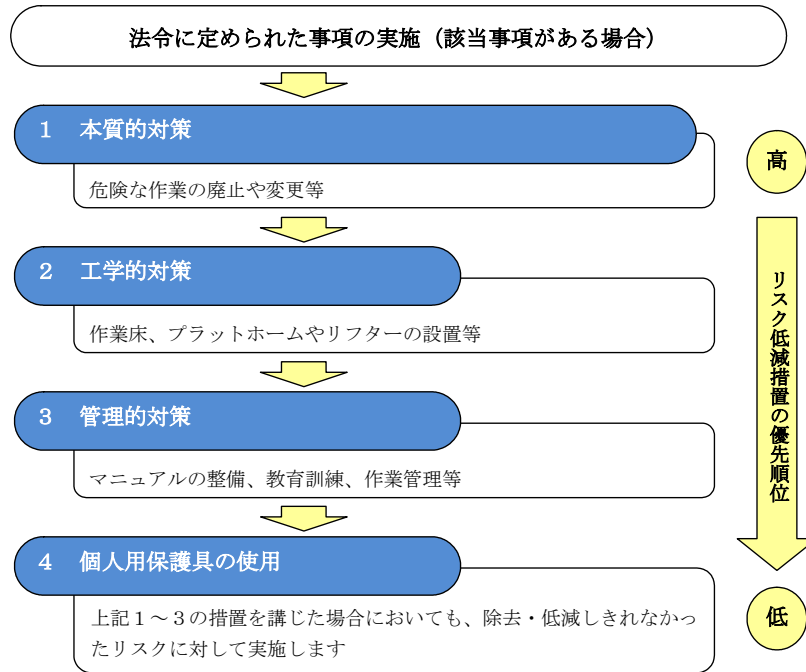 法令に定められた事項の実施（該当事項がある場合）
１　本質的対策
危険な作業の廃止や変更等
２　工学的対策
作業床、プラットホームやリフターの設置等
３　管理的対策
マニュアルの整備、教育訓練、作業管理等
４　個人用保護具の使用
上記１～３の措置を講じた場合においても、除去・低減しきれなかっ
たリスクに対して実施します
高
リスク低減措置の優先順位
低